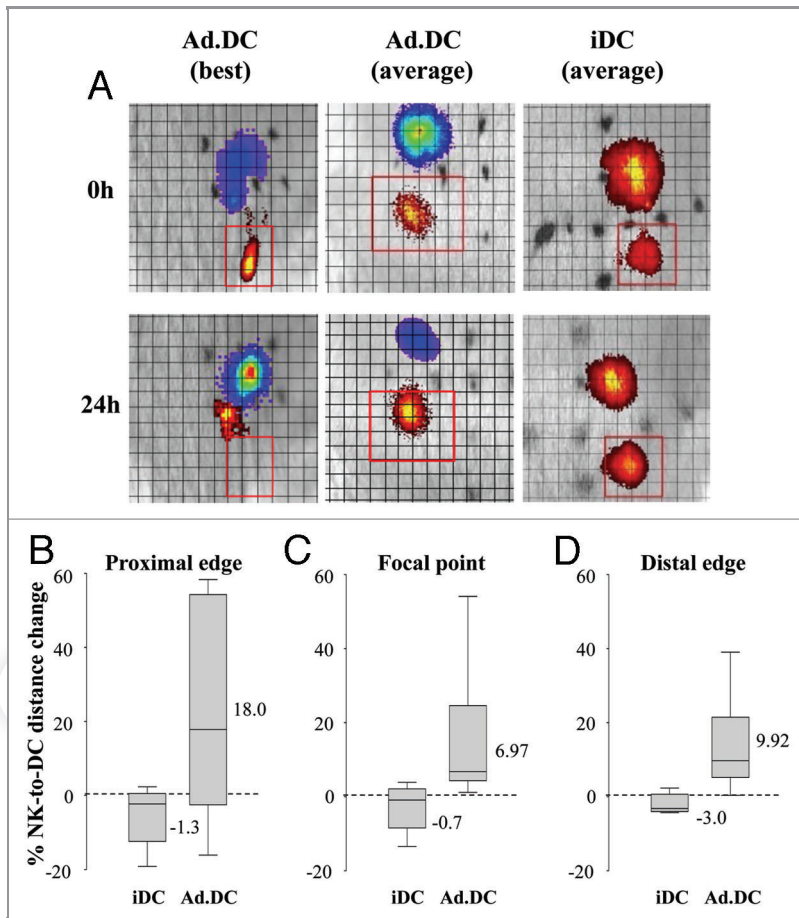 Ad.DC Ad.DC iDC
(best) (average) (average)
A
0h
24h
B Proximal edge C Focal point D Distal edge
% NK-to-DC distance change
60 60 60
40 40 40
20 20 20
0 0 0
-20 -20 -20
18.0 6.97 9.92
-1.3 -0.7 -3.0
iDC Ad.DC iDC Ad.DC iDC Ad.DC